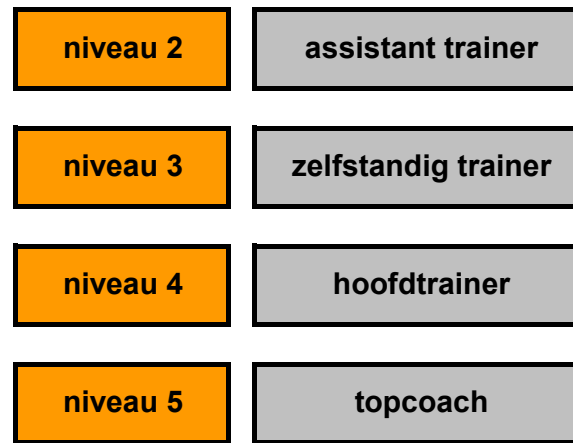 niveau 2 assistant trainer
niveau 3 zelfstandig trainer
niveau 4 hoofdtrainer
niveau 5 topcoach